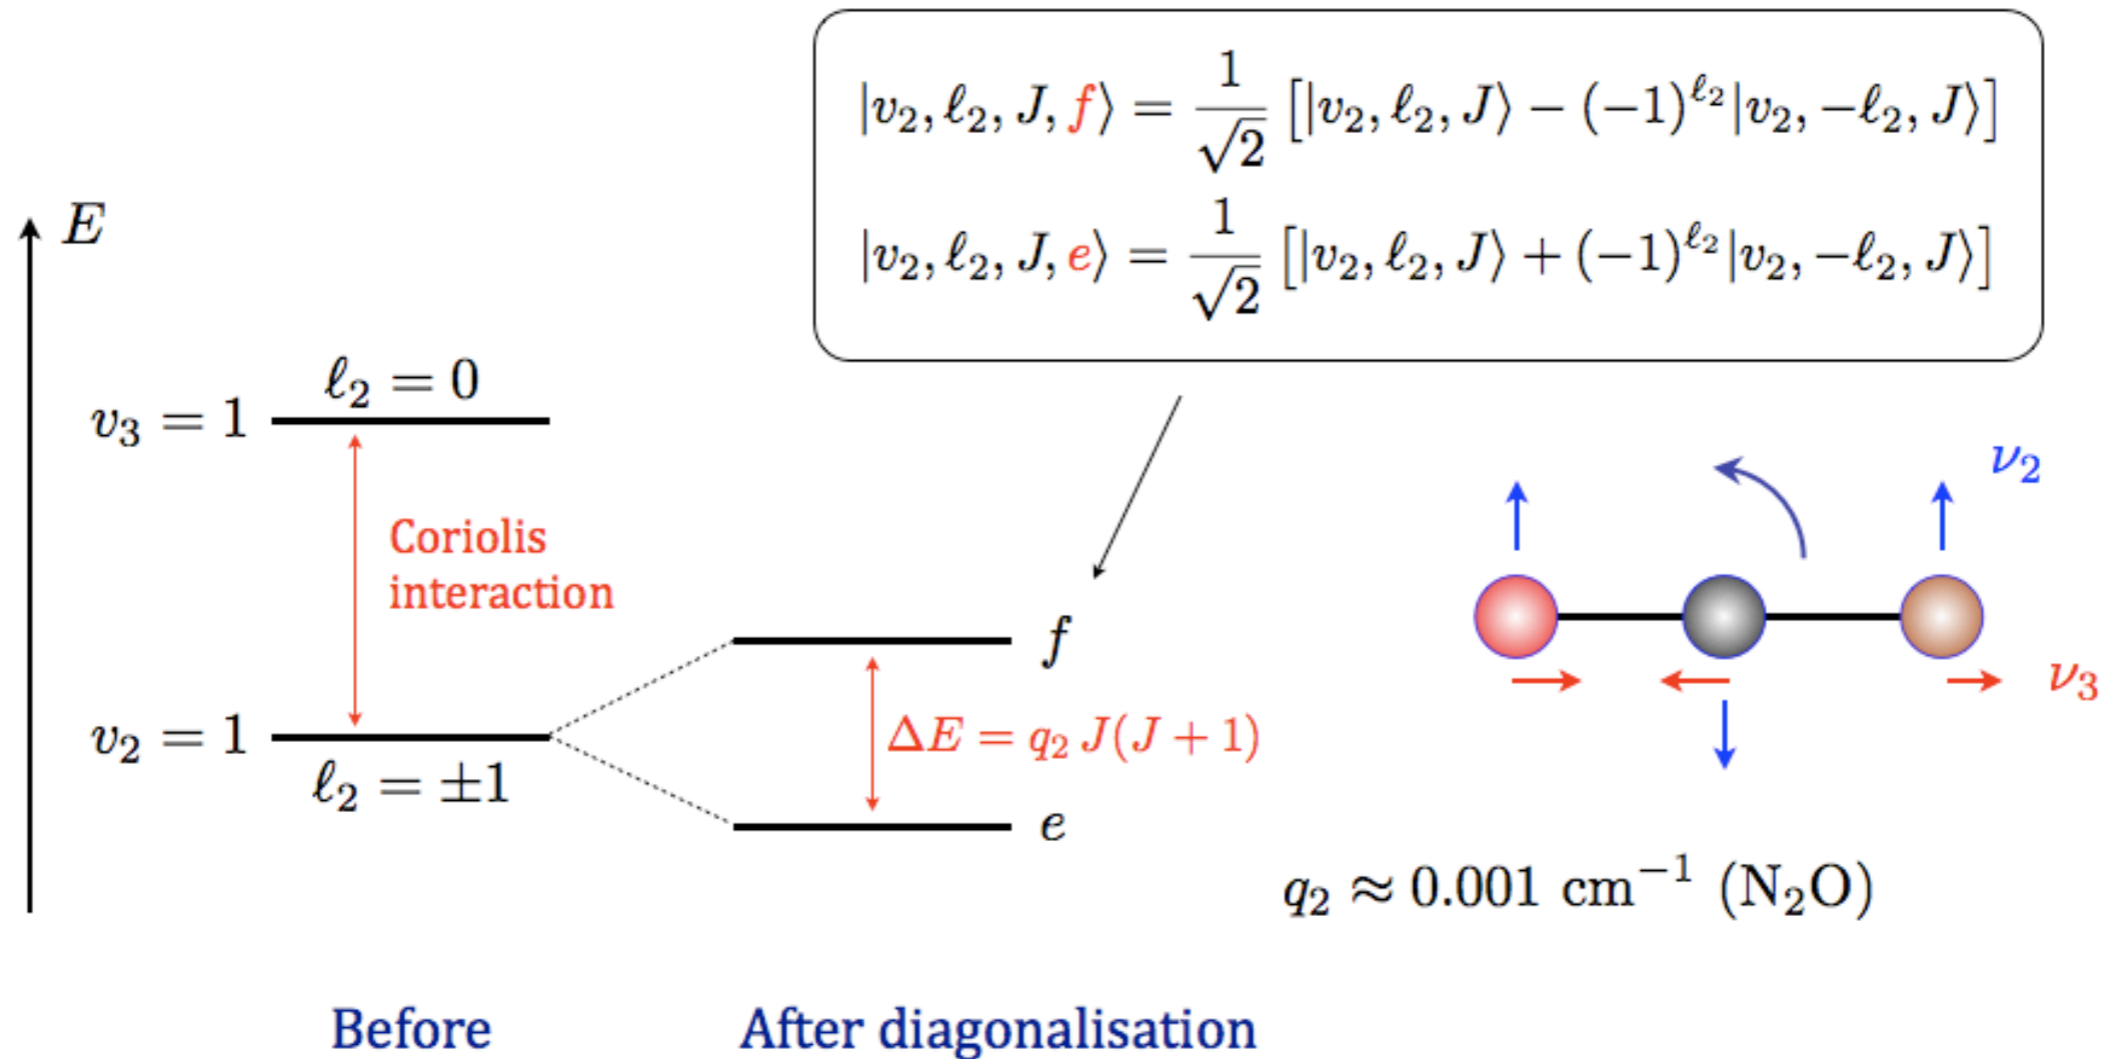 |v₂, ℓ₂, J, f⟩ = 1/√2 [|v₂, ℓ₂, J⟩ − (−1)^ℓ₂ |v₂, −ℓ₂, J⟩]
|v₂, ℓ₂, J, e⟩ = 1/√2 [|v₂, ℓ₂, J⟩ + (−1)^ℓ₂ |v₂, −ℓ₂, J⟩]
E
ℓ₂ = 0
v₃ = 1
Coriolis
interaction
v₂ = 1
ℓ₂ = ±1
f
ΔE = q₂ J(J + 1)
e
ν₂
ν₃
q₂ ≈ 0.001 cm⁻¹ (N₂O)
Before
After diagonalisation